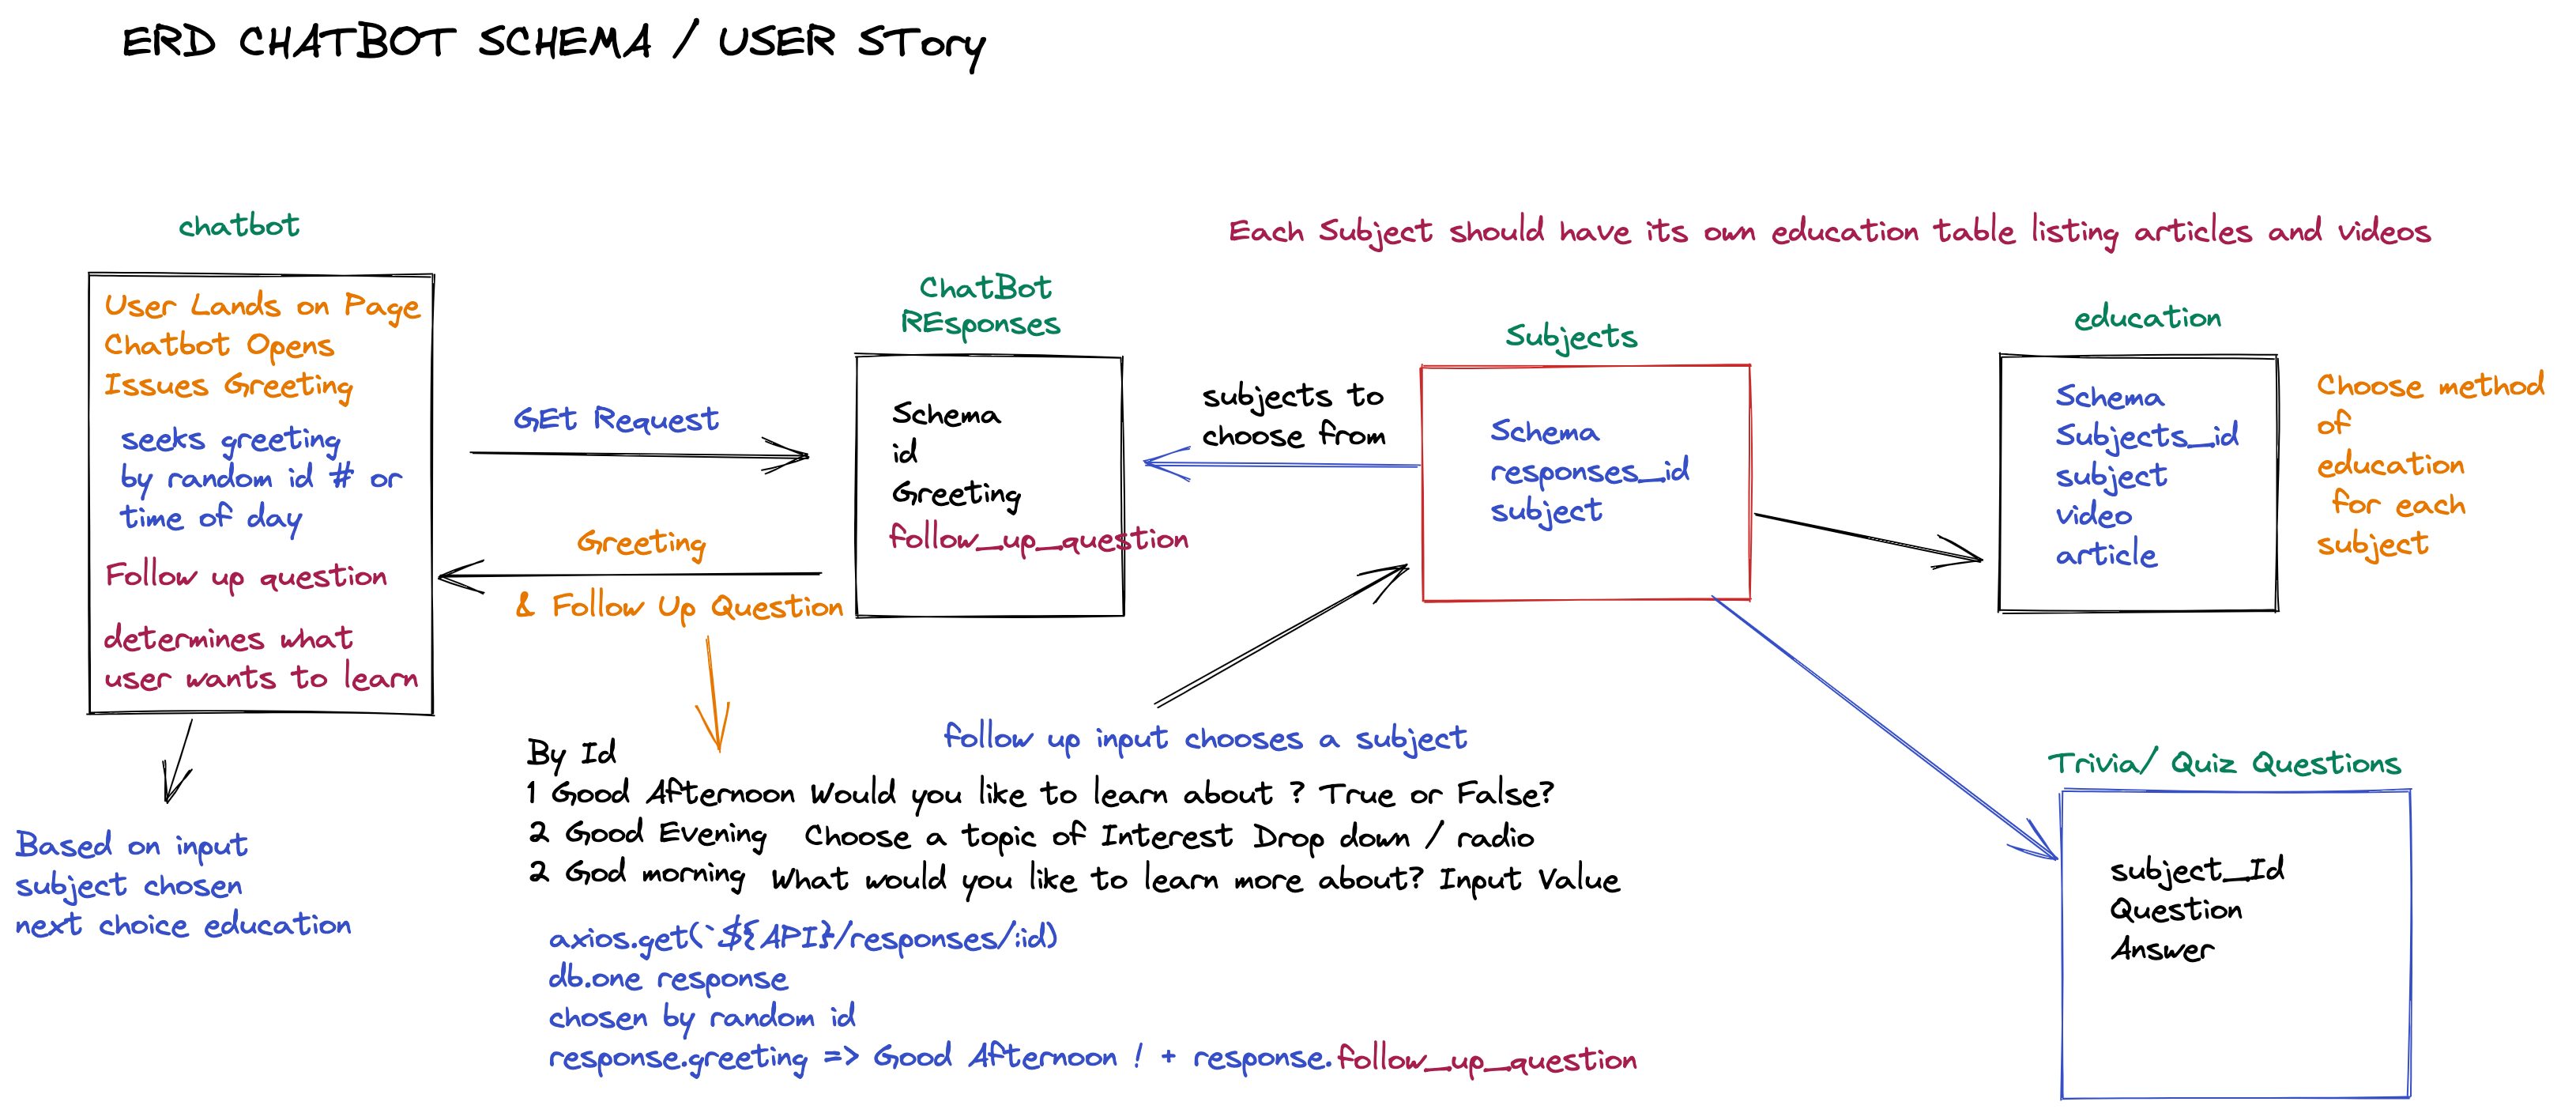 ERD CHATBOT SCHEMA / USER STory
chatbot
User Lands on Page
Chatbot Opens
Issues Greeting
seeks greeting
by random id # or
time of day
Follow up question
determines what
user wants to learn
Based on input
subject chosen
next choice education
GEt Request
Greeting
& Follow Up Question
ChatBot
REsponses
Schema
id
Greeting
follow_up_question
subjects to
choose from
Each Subject should have its own education table listing articles and videos
Subjects
Schema
responses_id
subject
education
Schema
Subjects_id
subject
video
article
Choose method
of
education
for each
subject
follow up input chooses a subject
By Id
1 Good Afternoon Would you like to learn about ? True or False?
2 Good Evening Choose a topic of Interest Drop down / radio
2 God morning What would you like to learn more about? Input Value
axios.get(`${API}/responses/:id)
db.one response
chosen by random id
response.greeting => Good Afternoon ! + response.follow_up_question
Trivia/ Quiz Questions
subject_Id
Question
Answer